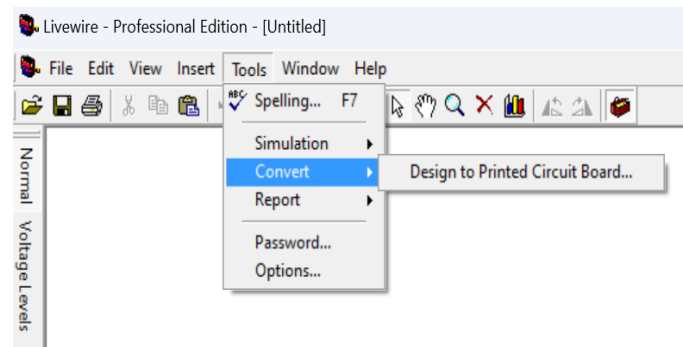 Livewire - Professional Edition - [Untitled]
File Edit View Insert Tools Window Help
ABC Spelling... F7
Simulation
Convert
Design to Printed Circuit Board...
Report
Password...
Options...
Normal
Voltage Levels